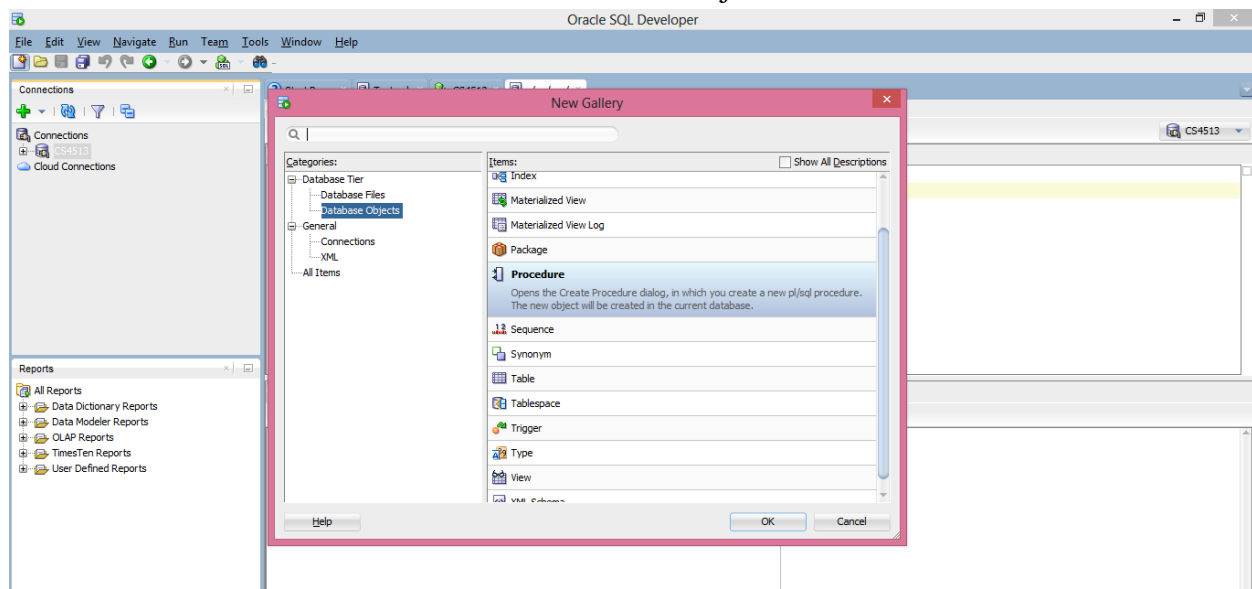 Oracle SQL Developer
File Edit View Navigate Run Team Tools Window Help
Connections
Connections
CS4513
Cloud Connections
CS4513
New Gallery
Categories:
Database Tier
Database Files
Database Objects
General
Connections
XML
All Items
Items:
Show All Descriptions
Index
Materialized View
Materialized View Log
Package
Procedure
Opens the Create Procedure dialog, in which you create a new pl/sql procedure.
The new object will be created in the current database.
Sequence
Synonym
Table
Tablespace
Trigger
Type
View
XML Schema
Help
OK
Cancel
Reports
All Reports
Data Dictionary Reports
Data Modeler Reports
OLAP Reports
TimesTen Reports
User Defined Reports